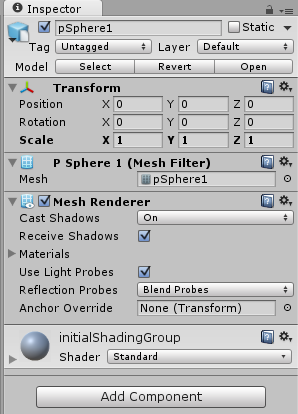 Inspector
pSphere1 Static
Tag Untagged Layer Default
Model Select Revert Open
Transform
Position X 0 Y 0 Z 0
Rotation X 0 Y 0 Z 0
Scale X 1 Y 1 Z 1
P Sphere 1 (Mesh Filter)
Mesh pSphere1
Mesh Renderer
Cast Shadows On
Receive Shadows
Materials
Use Light Probes
Reflection Probes Blend Probes
Anchor Override None (Transform)
initialShadingGroup
Shader Standard
Add Component